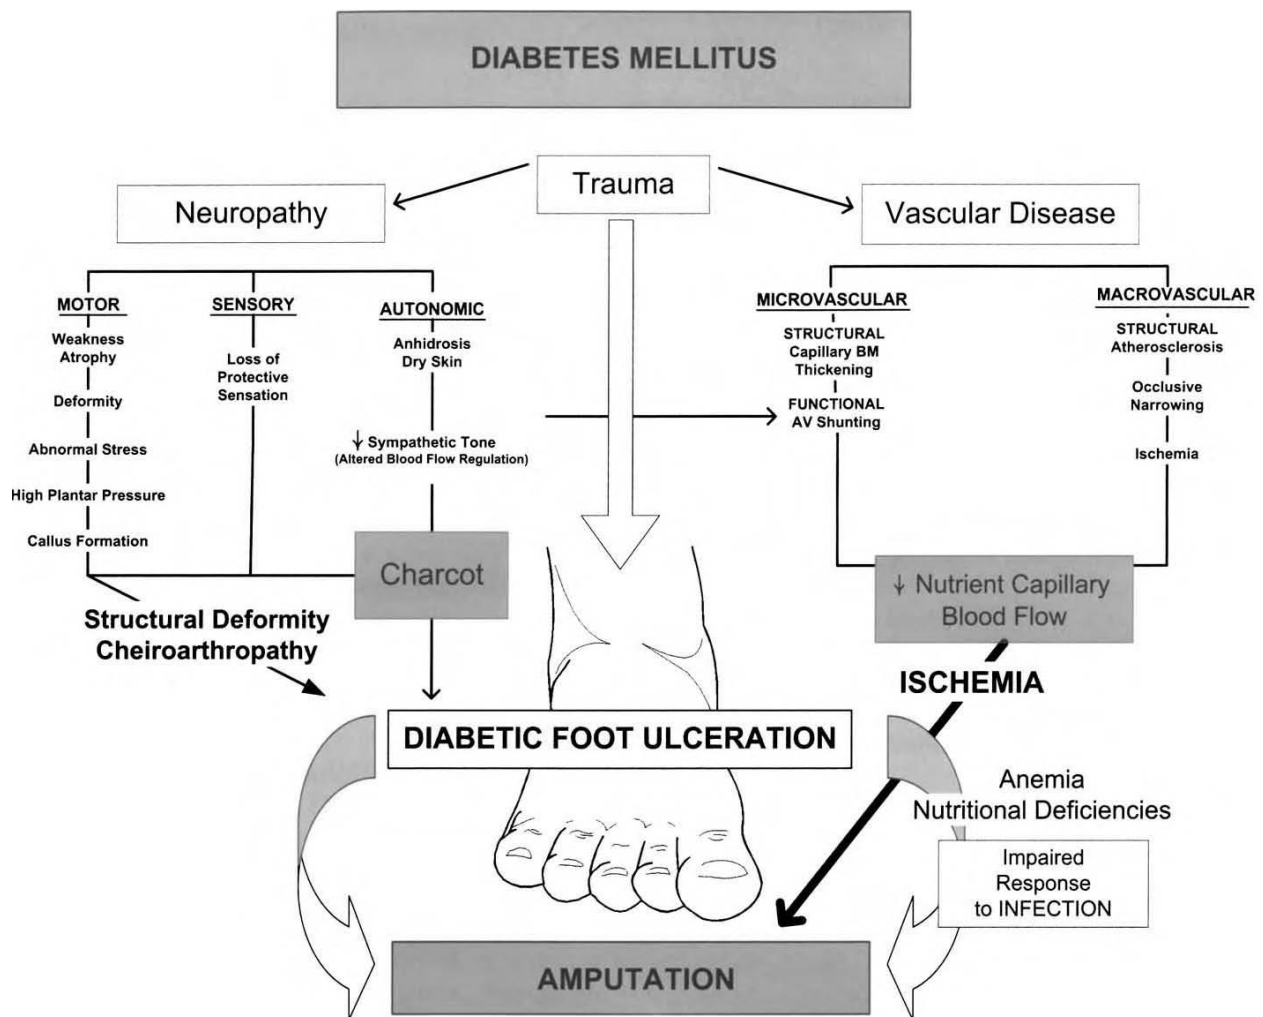 DIABETES MELLITUS
Trauma
Neuropathy
Vascular Disease
MOTOR
Weakness
Atrophy
Deformity
Abnormal Stress
High Plantar Pressure
Callus Formation
SENSORY
Loss of
Protective
Sensation
AUTONOMIC
Anhidrosis
Dry Skin
↓ Sympathetic Tone
(Altered Blood Flow Regulation)
MICROVASCULAR
STRUCTURAL
Capillary BM
Thickening
FUNCTIONAL
AV Shunting
MACROVASCULAR
STRUCTURAL
Atherosclerosis
Occlusive
Narrowing
Ischemia
Charcot
↓ Nutrient Capillary
Blood Flow
Structural Deformity
Cheiroarthropathy
ISCHEMIA
DIABETIC FOOT ULCERATION
Anemia
Nutritional Deficiencies
Impaired
Response
to INFECTION
AMPUTATION